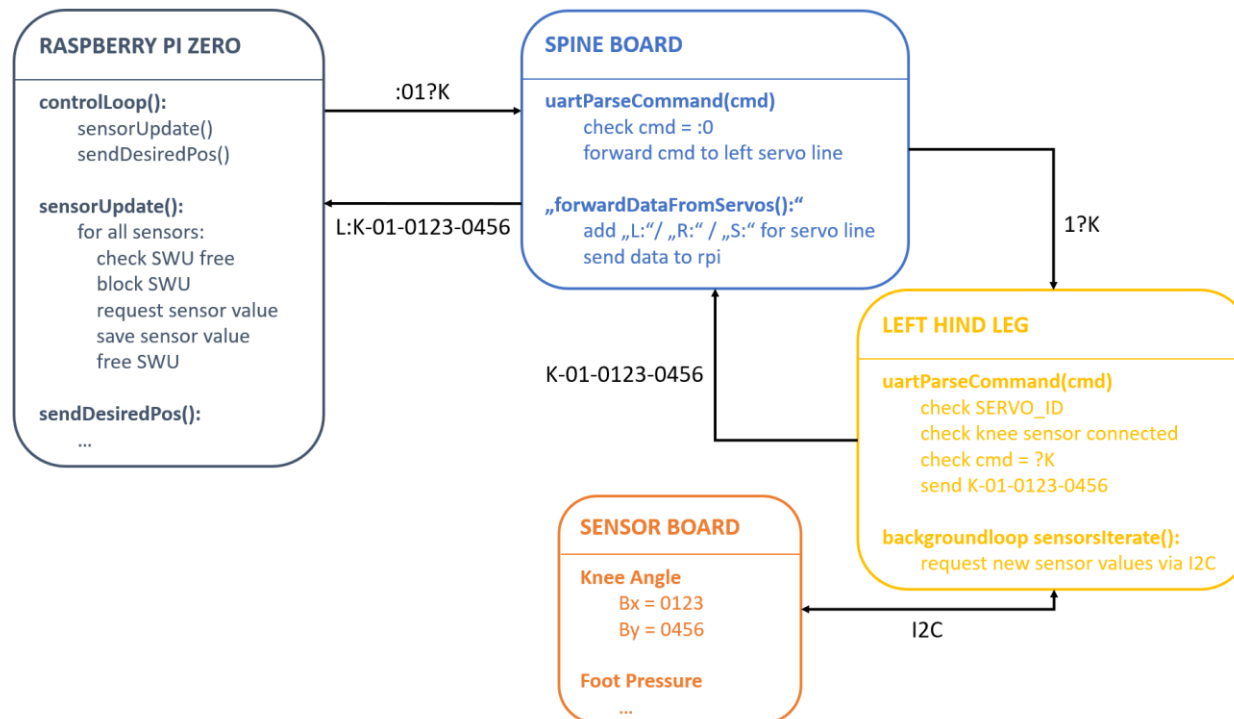 RASPBERRY PI ZERO
controlLoop():
sensorUpdate()
sendDesiredPos()
sensorUpdate():
for all sensors:
check SWU free
block SWU
request sensor value
save sensor value
free SWU
sendDesiredPos():
...
:01?K
L:K-01-0123-0456
SPINE BOARD
uartParseCommand(cmd)
check cmd = :0
forward cmd to left servo line
„forwardDataFromServos():“
add „L:“/ „R:“ / „S:“ for servo line
send data to rpi
1?K
K-01-0123-0456
LEFT HIND LEG
uartParseCommand(cmd)
check SERVO_ID
check knee sensor connected
check cmd = ?K
send K-01-0123-0456
backgroundloop sensorsIterate():
request new sensor values via I2C
I2C
SENSOR BOARD
Knee Angle
Bx = 0123
By = 0456
Foot Pressure
...